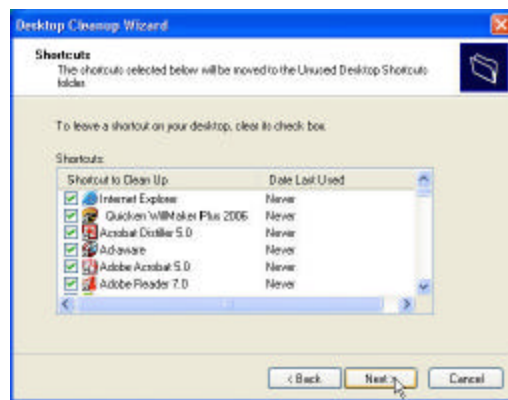 Desktop Cleanup Wizard
Shortcuts
The shortcuts selected below will be moved to the Unused Desktop Shortcuts
folder.
To leave a shortcut on your desktop, clear its check box.
Shortcuts:
Shortcut to Clean Up Date Last Used
Internet Explorer Never
Quicken WillMaker Plus 2006 Never
Acrobat Distiller 5.0 Never
Ad-aware Never
Adobe Acrobat 5.0 Never
Adobe Reader 7.0 Never
< Back Next > Cancel